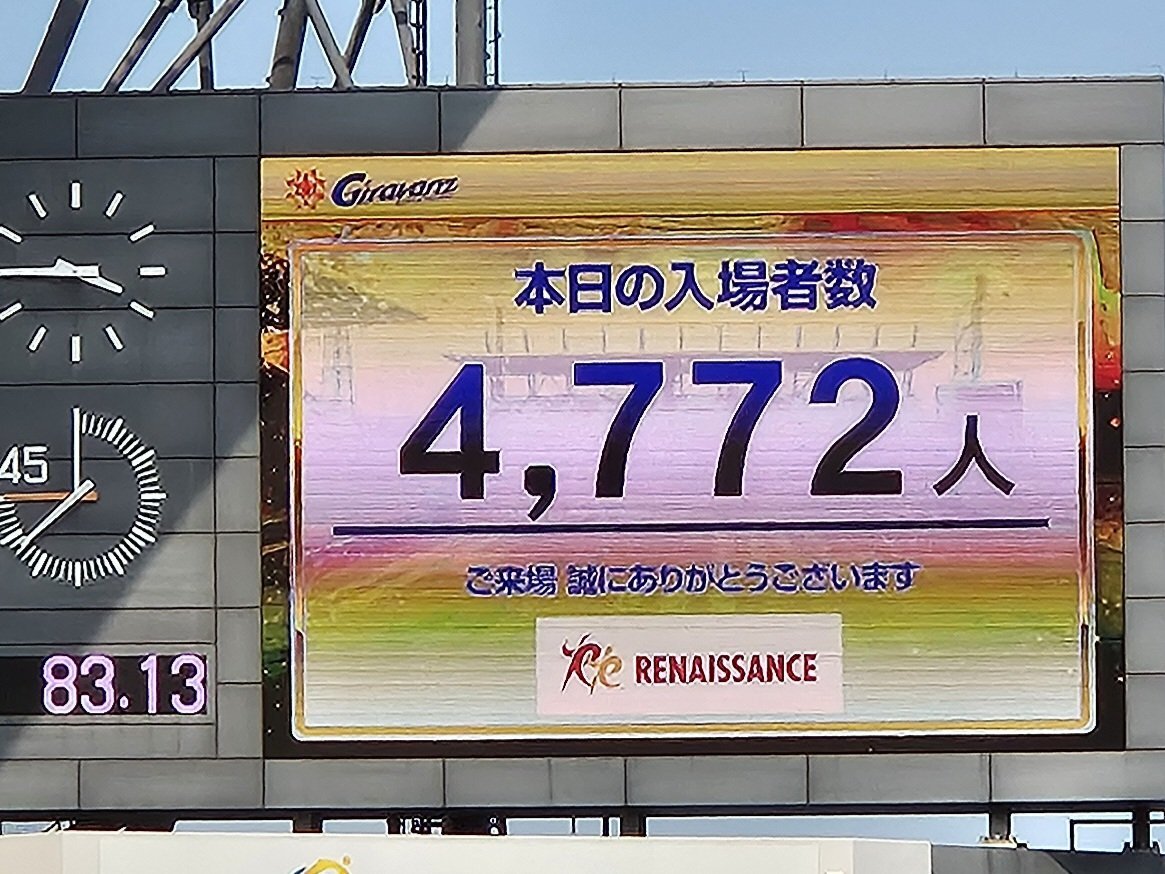 Giravanz
本日の入場者数
4,772人
ご来場 誠にありがとうございます
RENAISSANCE
45
83.13